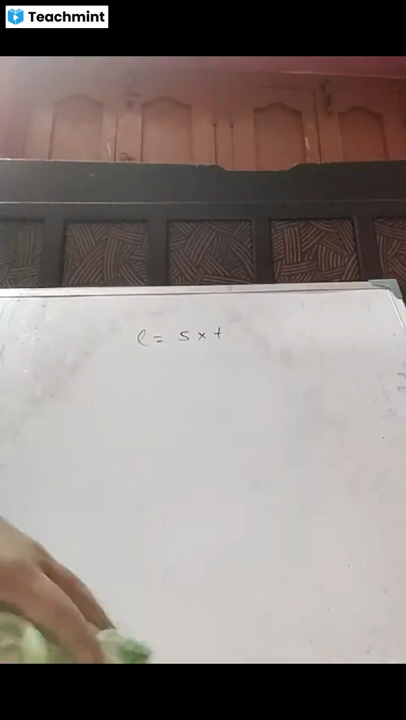 Teachmint
l = s x t